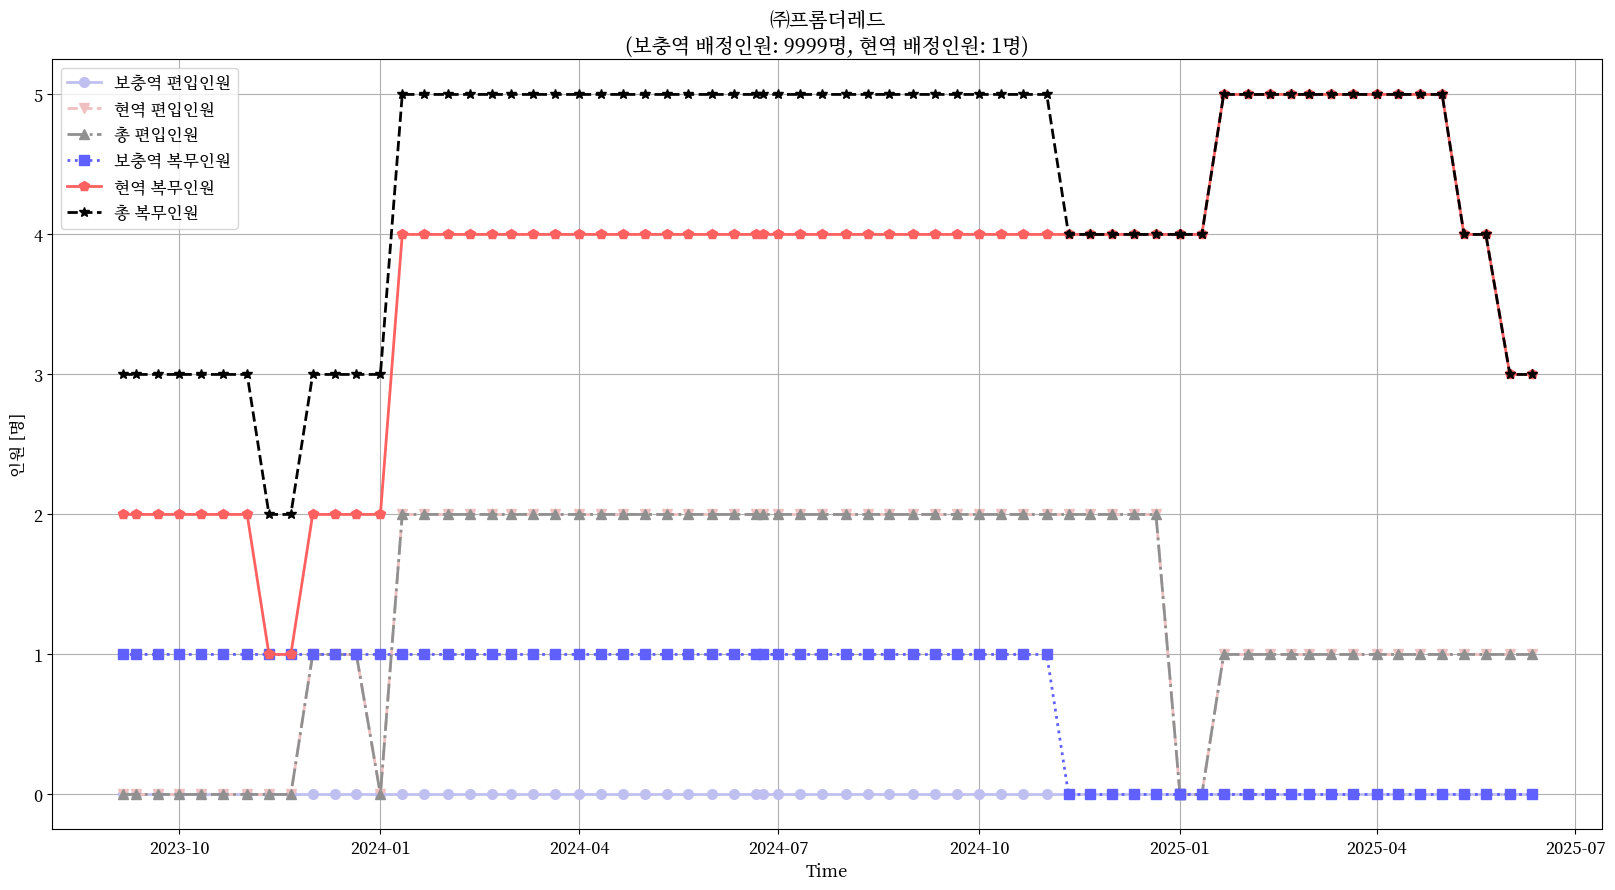 ㈜프롬더레드
(보충역 배정인원: 9999명, 현역 배정인원: 1명)
보충역 편입인원
현역 편입인원
총 편입인원
보충역 복무인원
현역 복무인원
총 복무인원
인원 [명]
5
4
3
2
1
0
2023-10
2024-01
2024-04
2024-07
2024-10
2025-01
2025-04
2025-07
Time